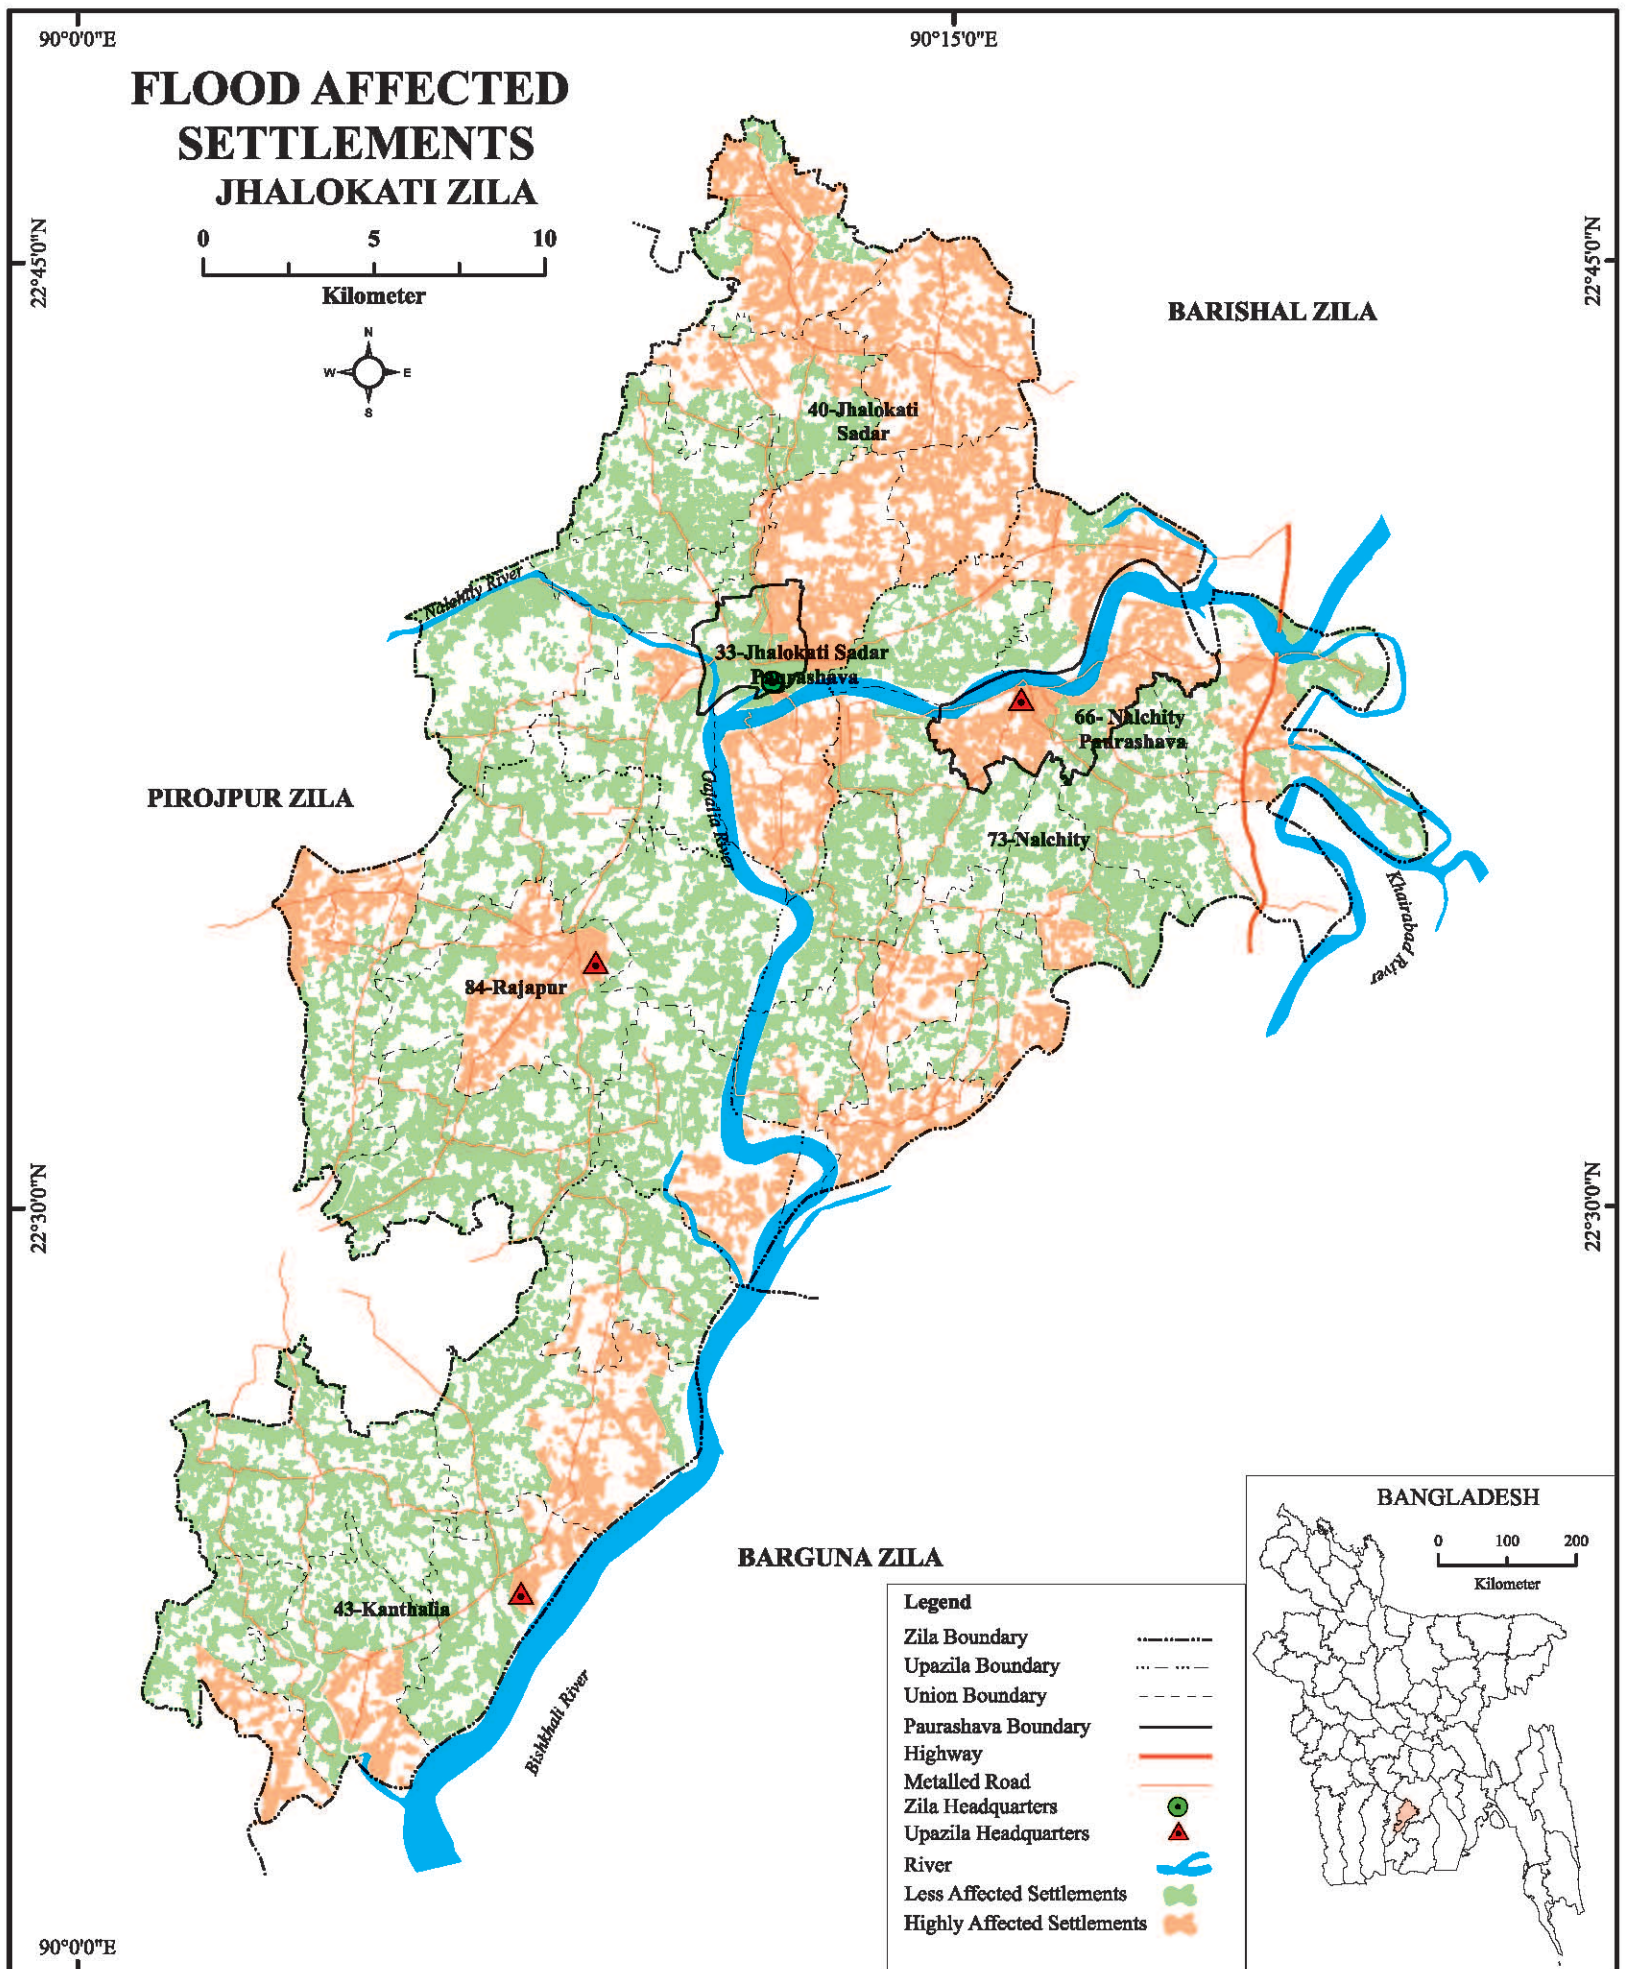 90°0'0"E
90°15'0"E
FLOOD AFFECTED
SETTLEMENTS
JHALOKATI ZILA
0 5 10
Kilometer
N
W E
S
22°45'0"N
22°45'0"N
BARISHAL ZILA
40-Jhalokati
Sadar
Nalchity River
33-Jhalokati Sadar
Paurashava
66- Nalchity
Paurashava
PIROJPUR ZILA
Gajalia River
73-Nalchity
Khairabad River
84-Rajapur
22°30'0"N
22°30'0"N
BARGUNA ZILA
43-Kanthalia
Bishkhali River
Legend
Zila Boundary
Upazila Boundary
Union Boundary
Paurashava Boundary
Highway
Metalled Road
Zila Headquarters
Upazila Headquarters
River
Less Affected Settlements
Highly Affected Settlements
BANGLADESH
0 100 200
Kilometer
90°0'0"E